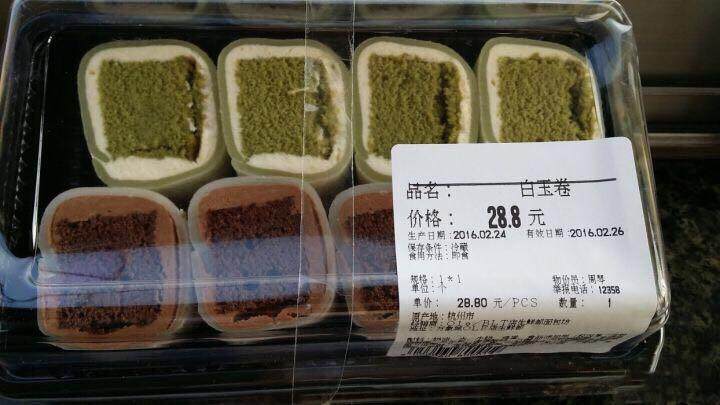 品名： 白玉卷
价格： 28.8 元
生产日期：2016.02.24 有效日期：2016.02.26
保存条件：冷藏
食用方法：即食
规格：1*1 物价员：周琴
单位：个 举报电话：12358
单价： 28.80 元/PCS 数量： 1
原产地：杭州市